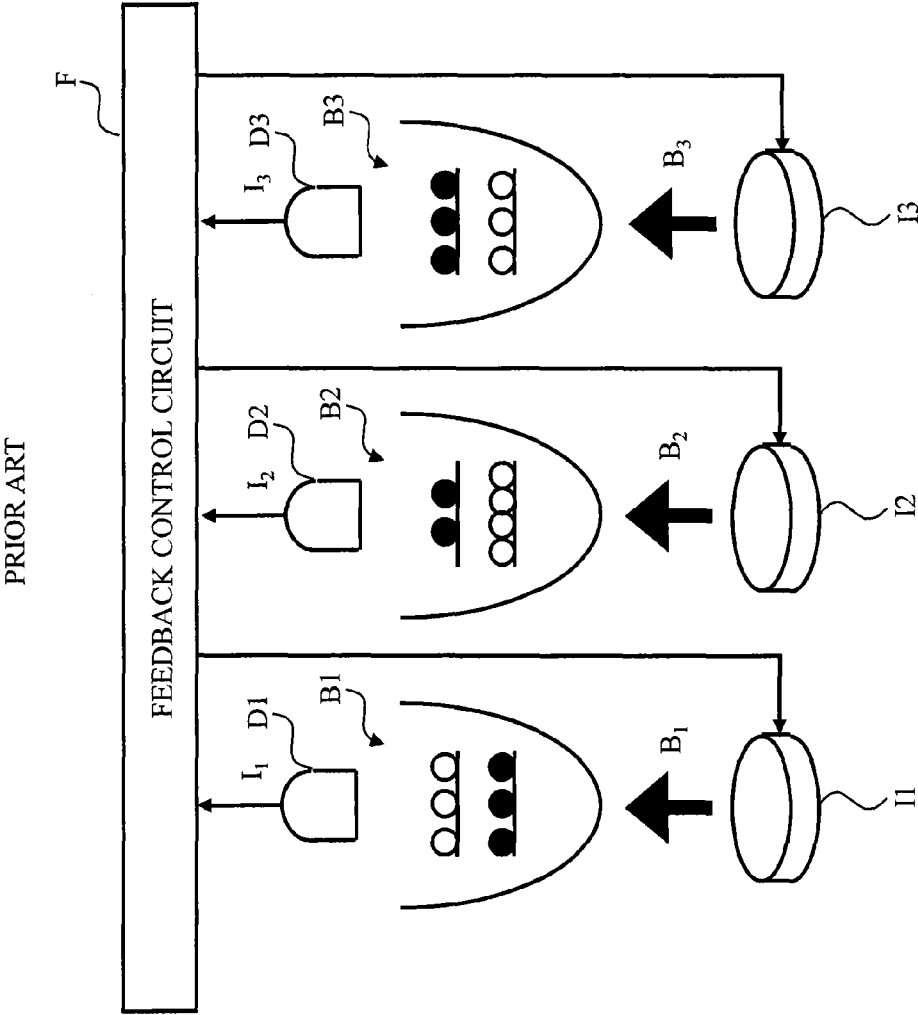 PRIOR ART
F
FEEDBACK CONTROL CIRCUIT
I₁
D1
B1
B₁
I1
I₂
D2
B2
B₂
I2
I₃
D3
B3
B₃
I3